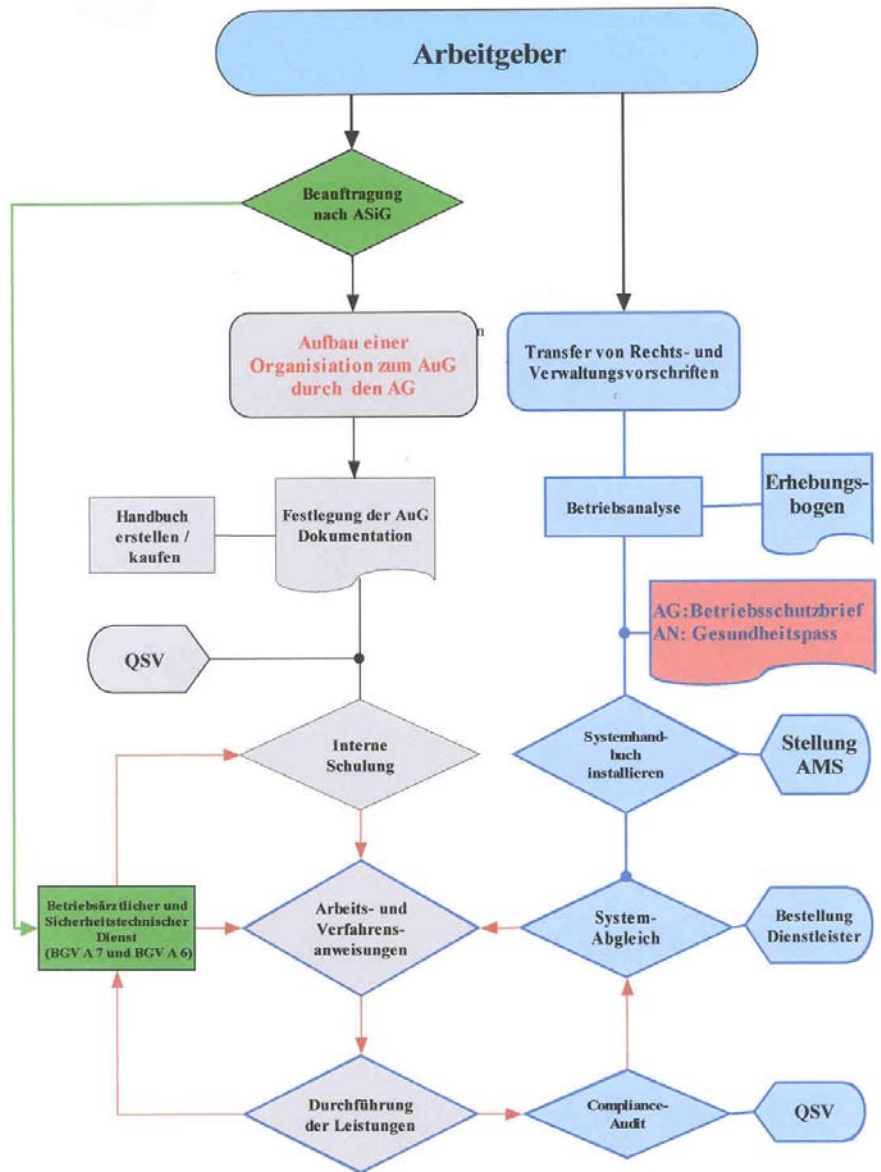 Arbeitgeber
Beauftragung
nach ASiG
Aufbau einer
Organisiation zum AuG
durch den AG
n
Transfer von Rechts- und
Verwaltungsvorschriften
Handbuch
erstellen /
kaufen
Festlegung der AuG
Dokumentation
Betriebsanalyse
Erhebungs-
bogen
AG:Betriebsschutzbrief
AN: Gesundheitspass
QSV
Interne
Schulung
Systemhand-
buch
installieren
Stellung
AMS
Betriebsärztlicher und
Sicherheitstechnischer
Dienst
(BGV A 7 und BGV A 6)
Arbeits- und
Verfahrens-
anweisungen
System-
Abgleich
Bestellung
Dienstleister
Durchführung
der Leistungen
Compliance-
Audit
QSV